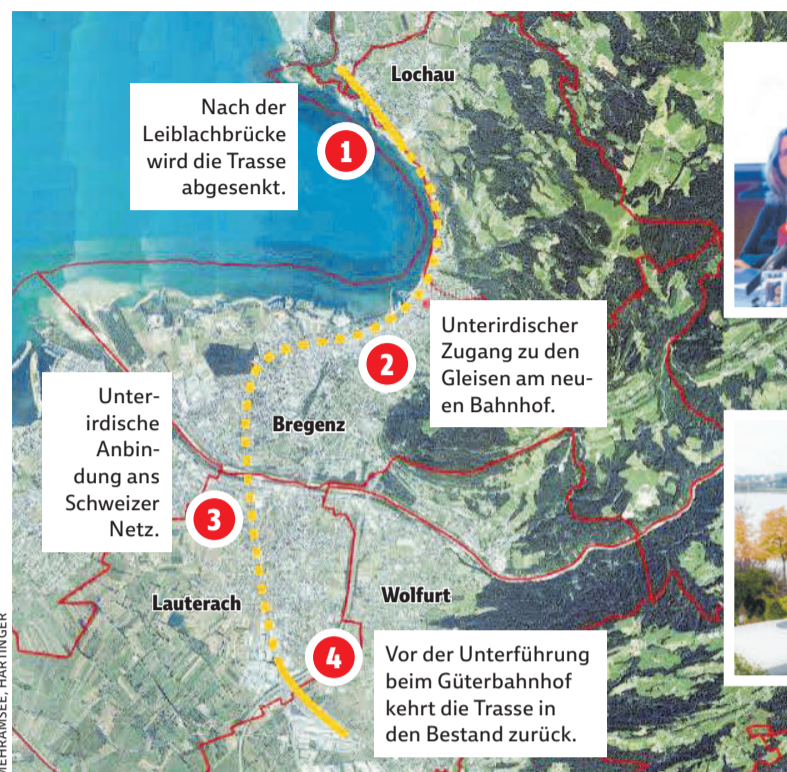 Lochau
Nach der
Leiblachbrücke
wird die Trasse
abgesenkt.
1
Unterirdischer
Zugang zu den
Gleisen am neu-
en Bahnhof.
2
Unter-
irdische
Anbin-
dung ans
Schweizer
Netz.
Bregenz
3
Lauterach
Wolfurt
4
Vor der Unterführung
beim Güterbahnhof
kehrt die Trasse in
den Bestand zurück.
MEHRAMSEE, HARTINGER